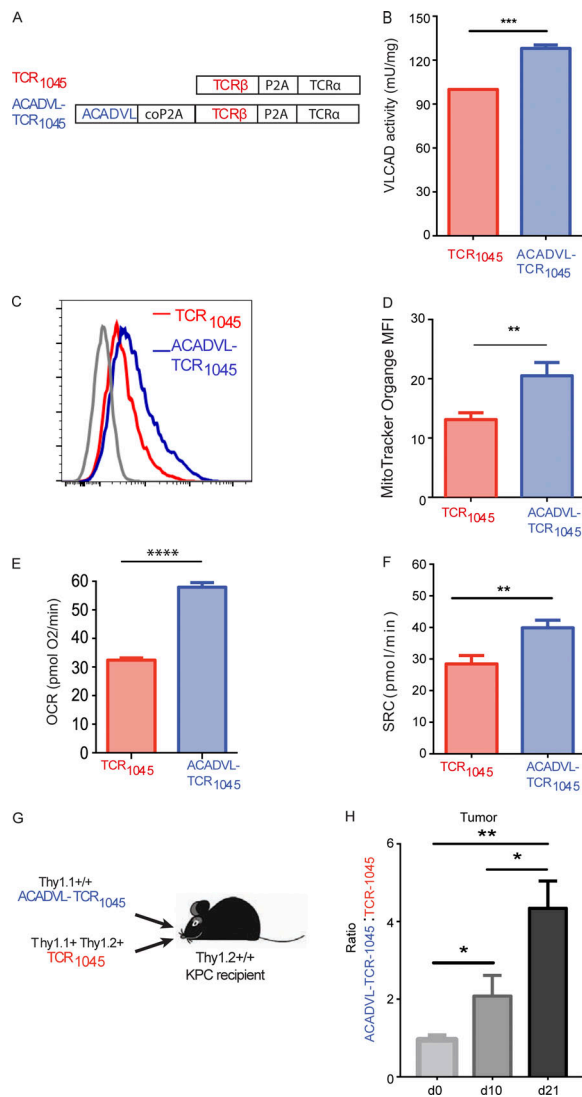 A
TCR1045
TCRβ P2A TCRα
ACADVL-
TCR1045
ACADVL coP2A TCRβ P2A TCRα
B
***
VLCAD activity (mU/mg)
150
120
90
60
30
0
TCR1045
ACADVL-
TCR1045
C
TCR1045
ACADVL-
TCR1045
D
**
MitoTracker Organge MFI
30
20
10
0
TCR1045
ACADVL-
TCR1045
E
****
OCR (pmol O2/min)
60
50
40
30
20
10
0
TCR1045
ACADVL-
TCR1045
F
**
SRC(pmol/min)
60
50
40
30
20
10
0
TCR1045
ACADVL-
TCR1045
G
Thy1.1+/+
ACADVL-TCR1045
Thy1.1+ Thy1.2+
TCR1045
Thy1.2+/+
KPC recipient
H
Tumor
**
*
*
Ratio
ACADVL-TCR-1045:TCR-1045
6
4
2
0
d0 d10 d21